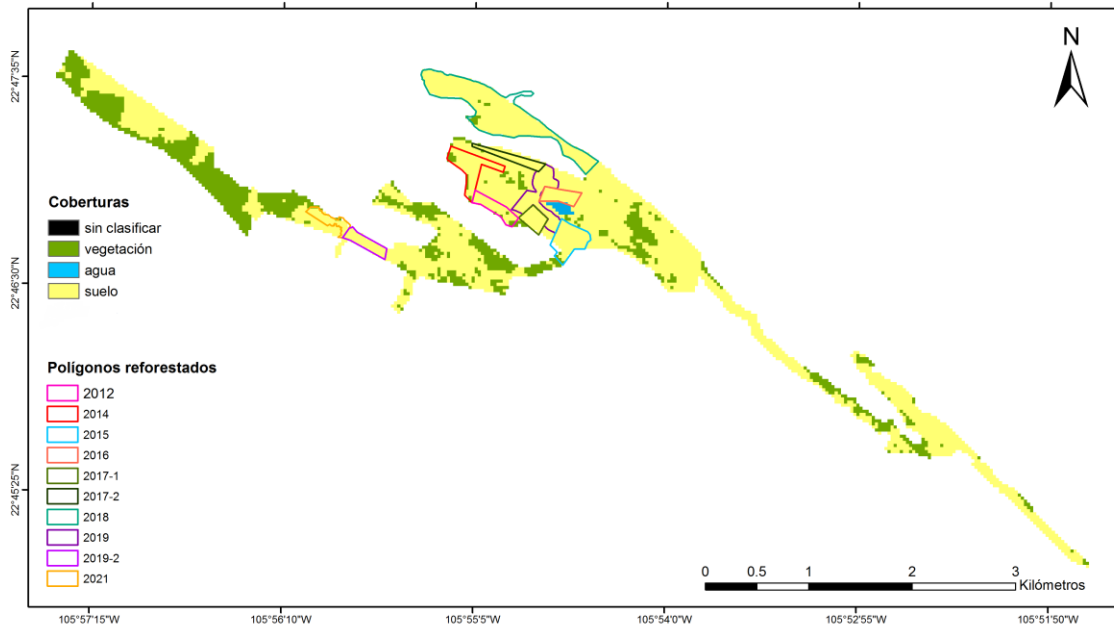 N
22°47'35"N
22°46'30"N
22°45'25"N
Coberturas
sin clasificar
vegetación
agua
suelo
Polígonos reforestados
2012
2014
2015
2016
2017-1
2017-2
2018
2019
2019-2
2021
0 0.5 1 2 3
Kilómetros
105°57'15"W 105°56'10"W 105°55'5"W 105°54'0"W 105°52'55"W 105°51'50"W